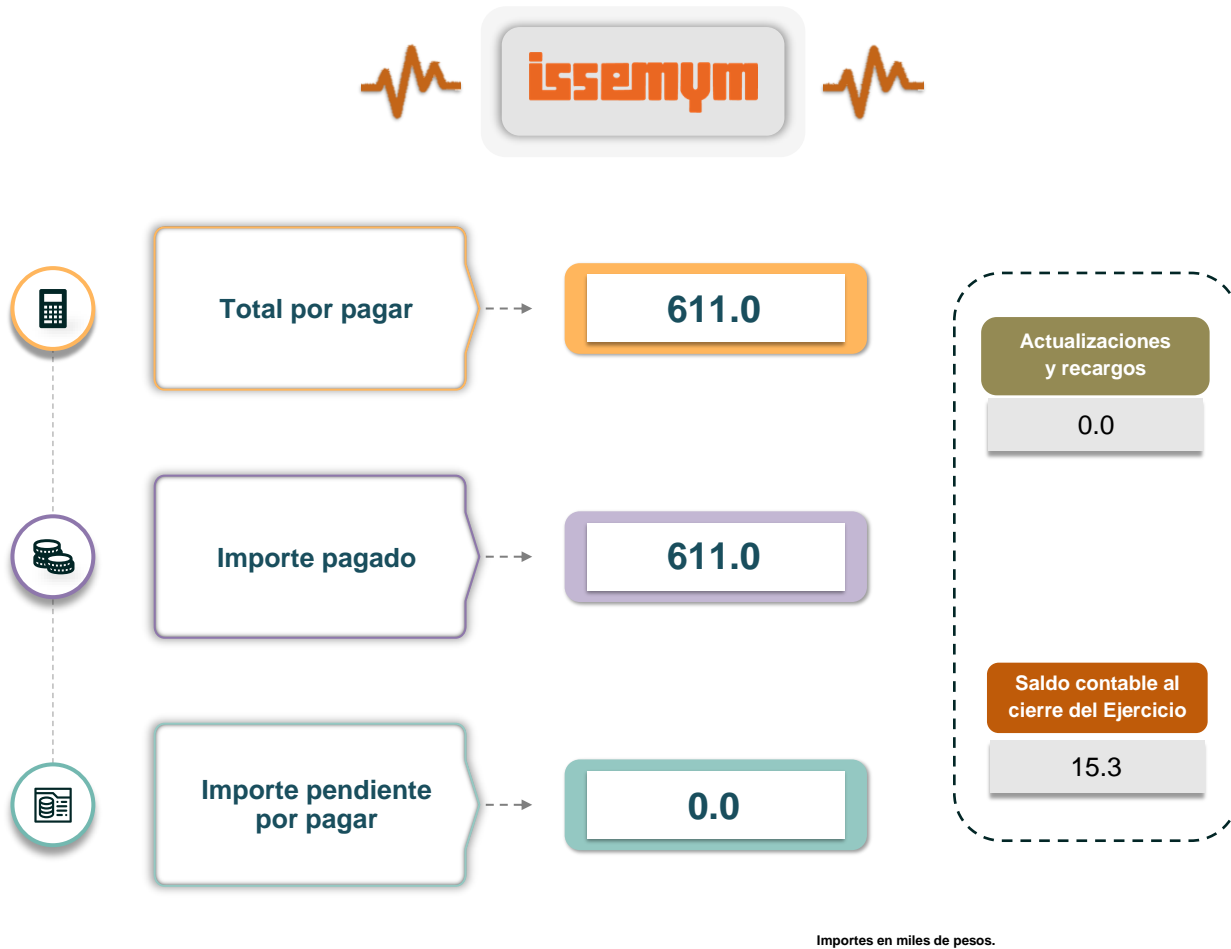 issemym
Total por pagar
611.0
Actualizaciones
y recargos
0.0
Importe pagado
611.0
Saldo contable al
cierre del Ejercicio
15.3
Importe pendiente
por pagar
0.0
Importes en miles de pesos.